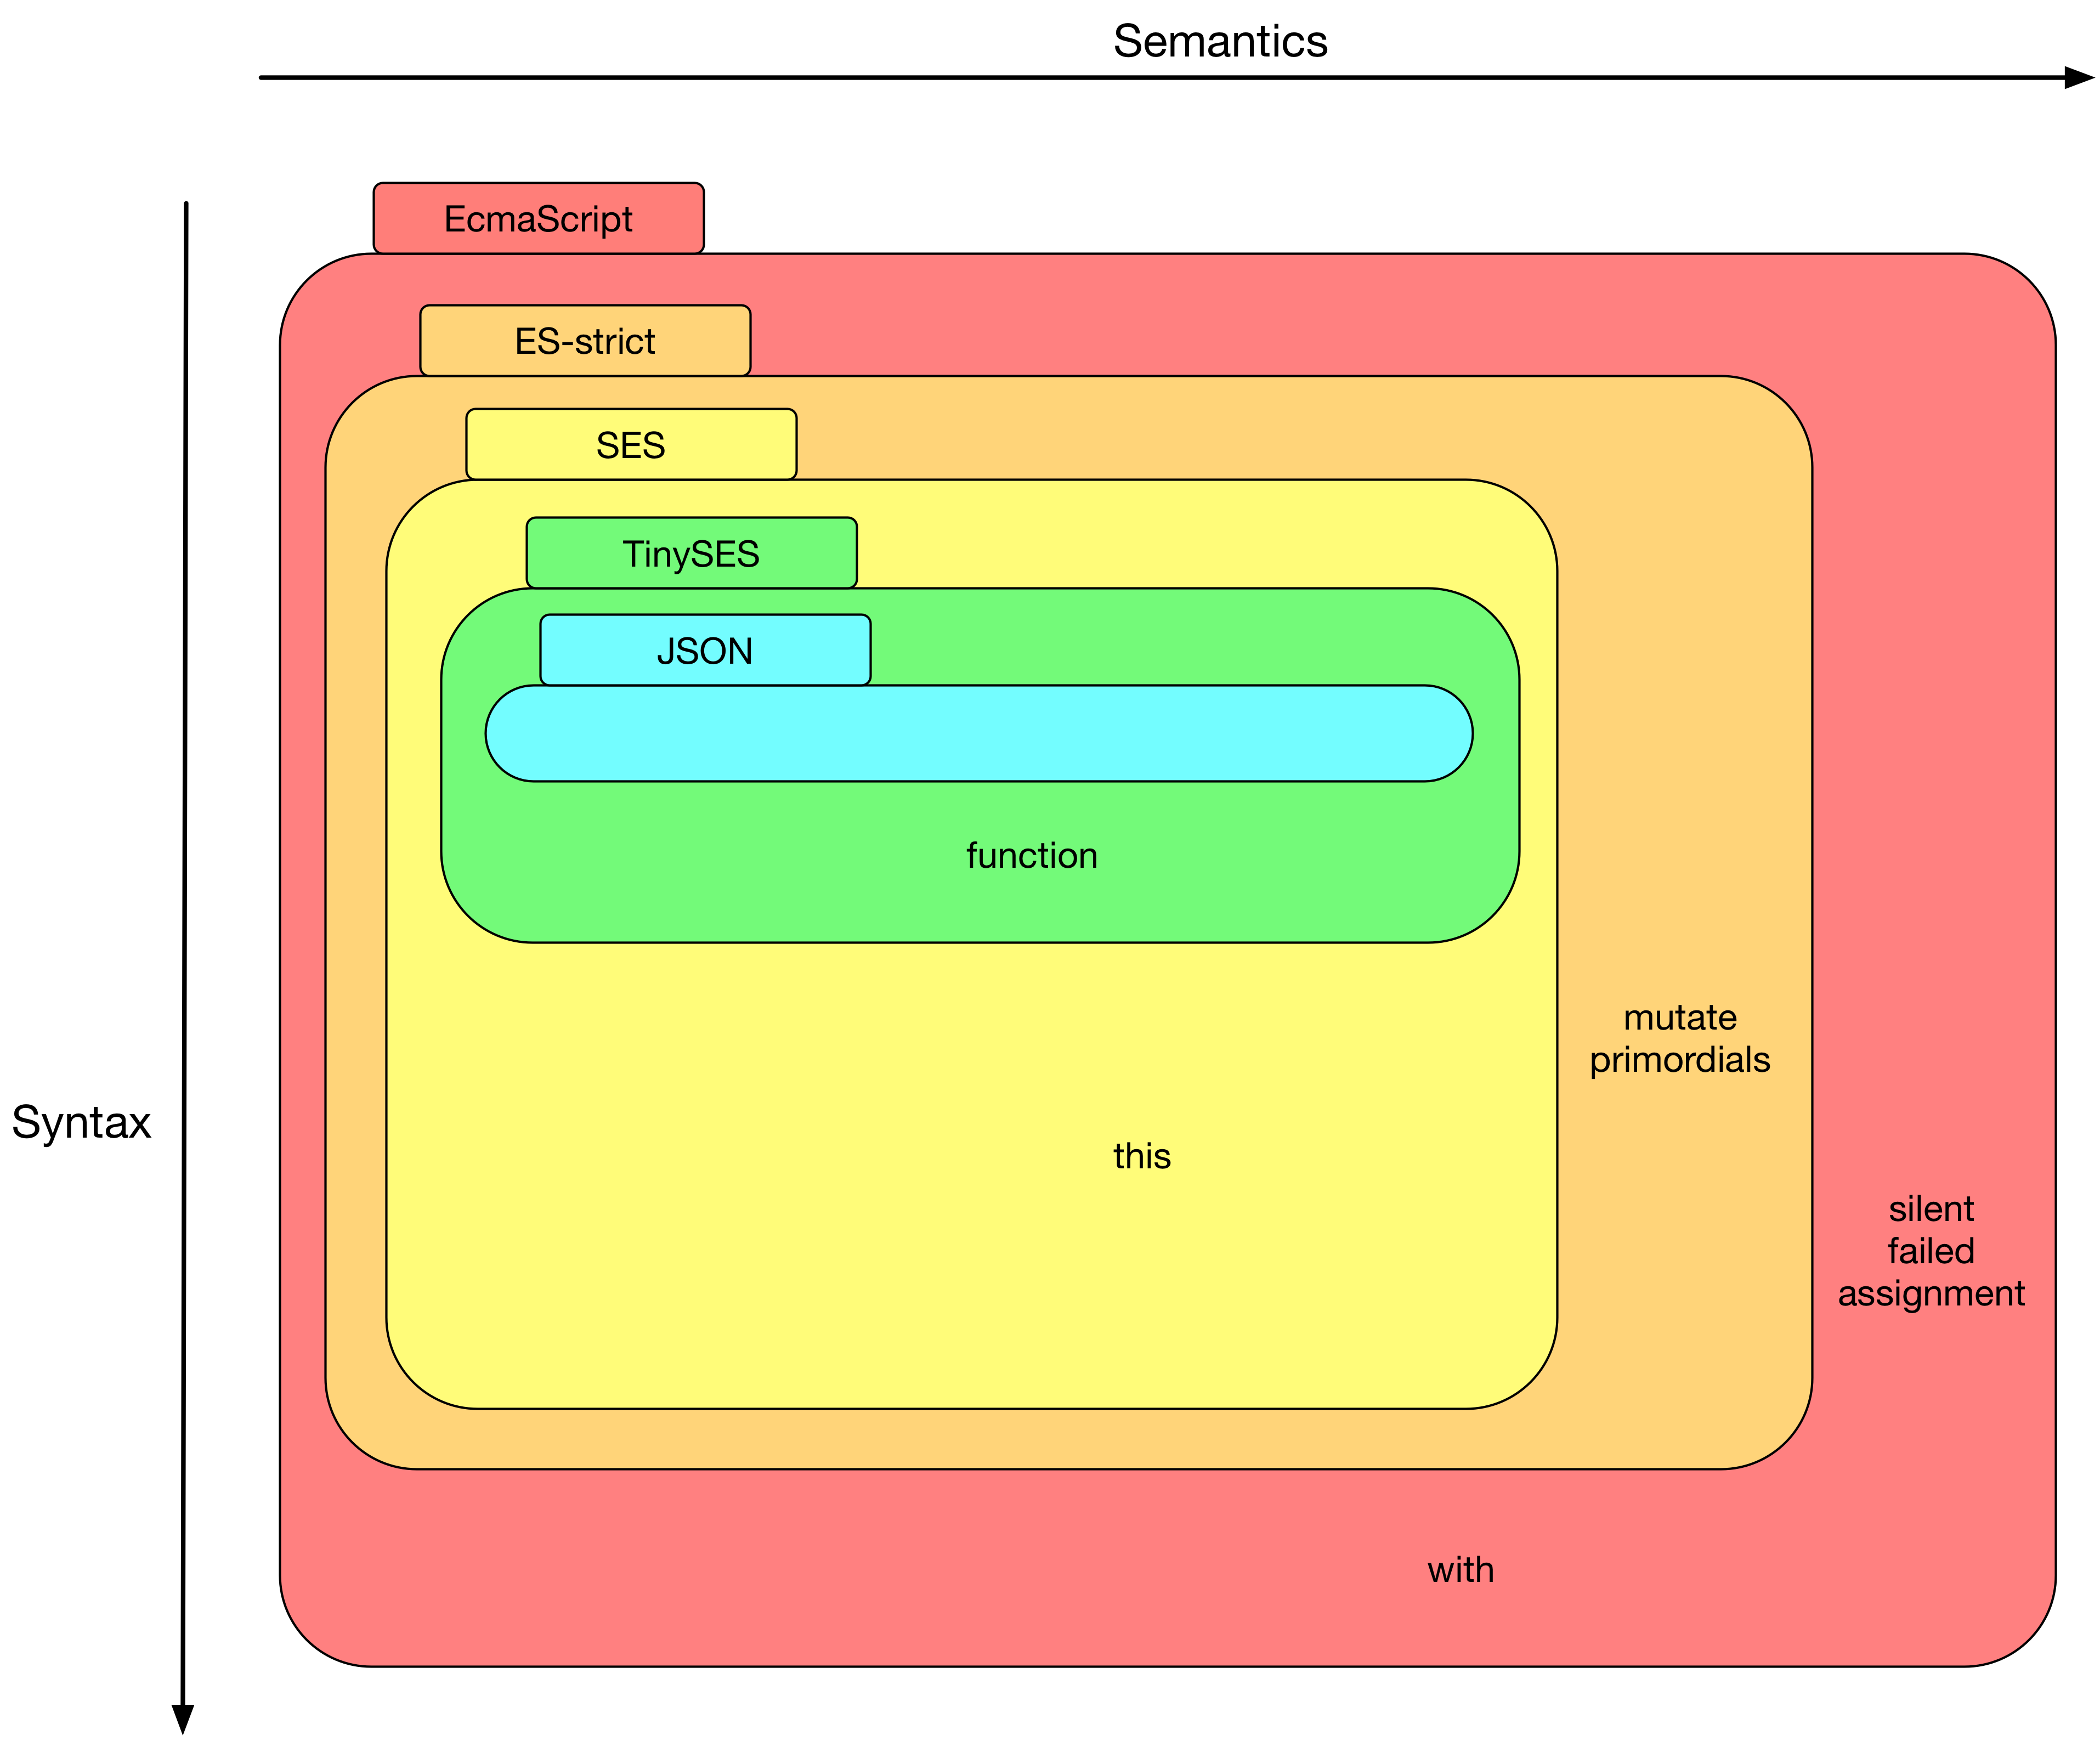 Semantics
EcmaScript
ES-strict
SES
TinySES
JSON
function
mutate
primordials
Syntax
this
silent
failed
assignment
with